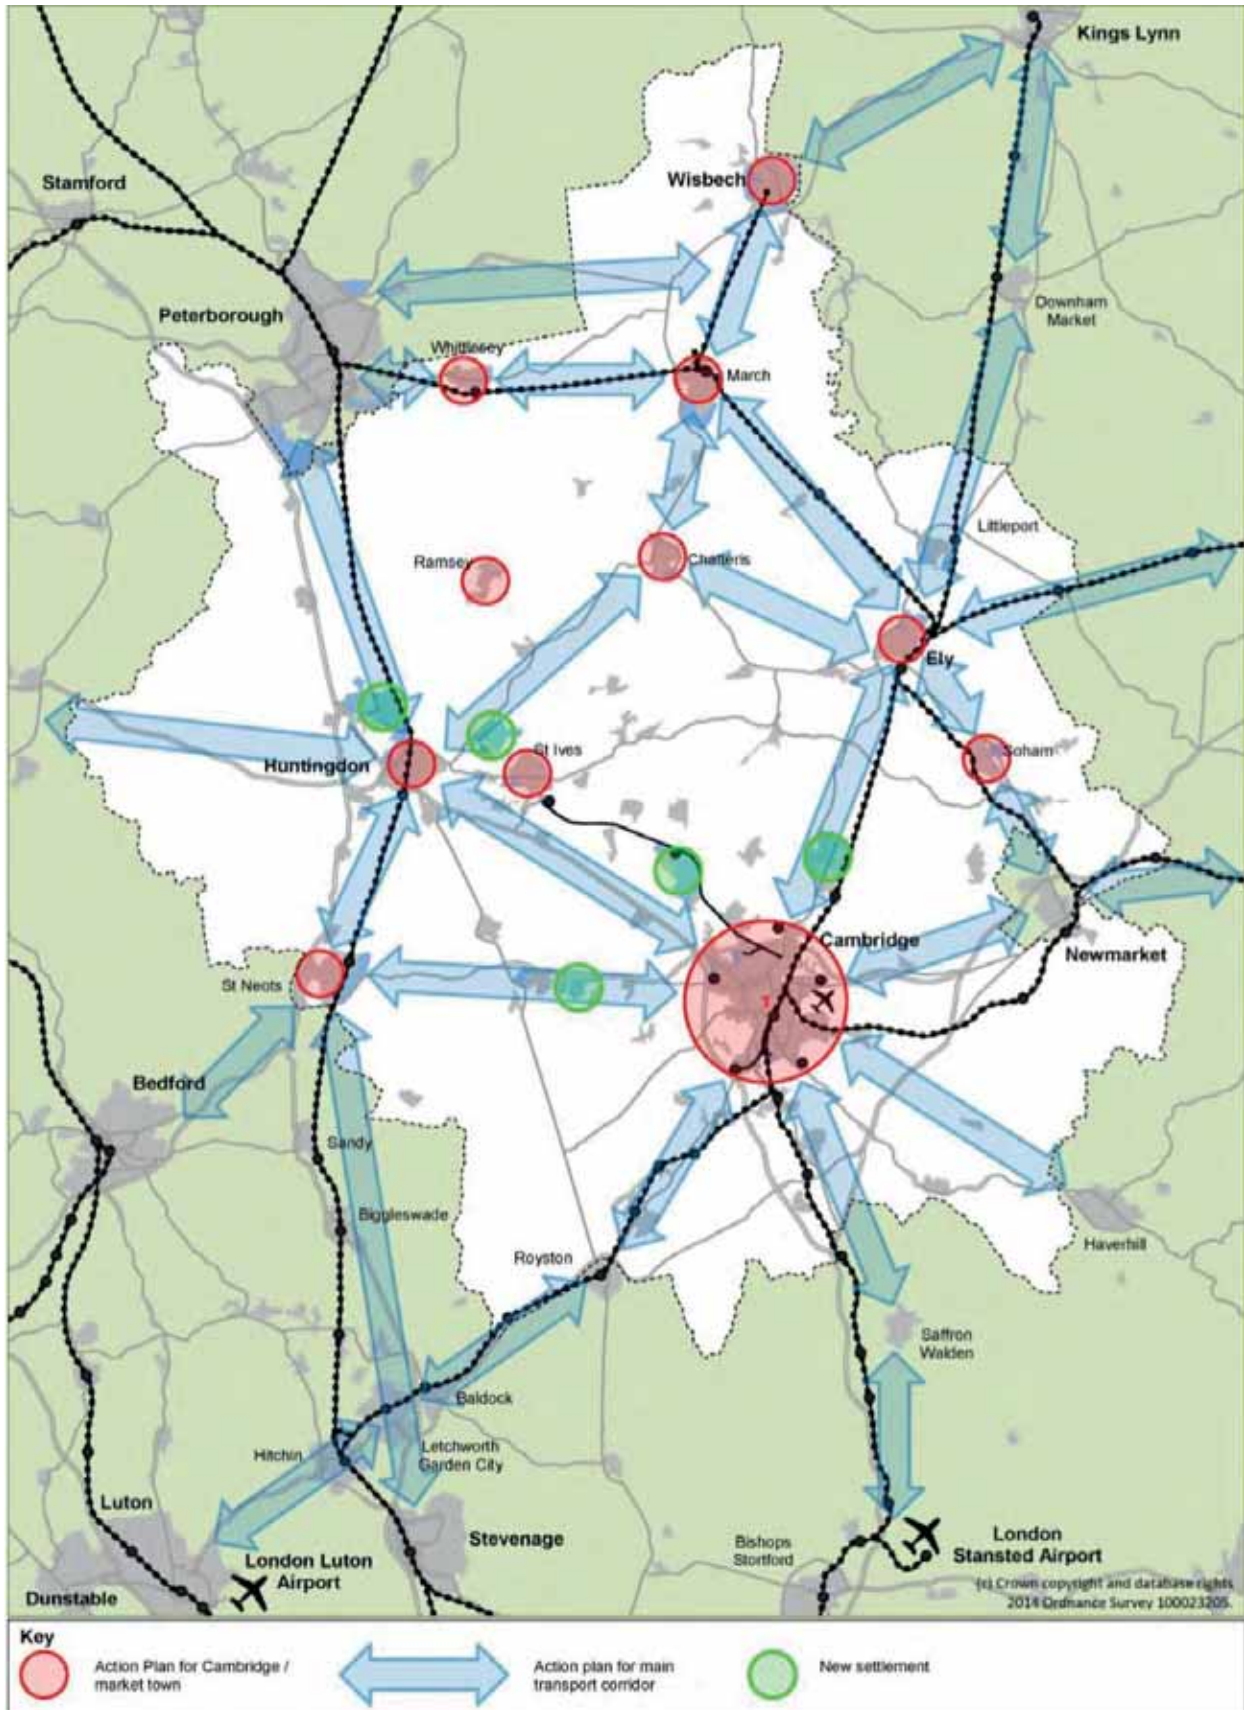 Kings Lynn
Stamford
Wisbech
Peterborough
Downham
Market
Whittlesey
March
Littleport
Ramsey
Chatteris
Ely
St Ives
Soham
Huntingdon
Cambridge
Newmarket
St Neots
Bedford
Sandy
Biggleswade
Royston
Haverhill
Saffron
Walden
Baldock
Hitchin
Letchworth
Garden City
Luton
Stevenage
Bishops
Stortford
London
Stansted Airport
London Luton
Airport
Dunstable
(c) Crown copyright and database rights
2014 Ordnance Survey 100023205.
Key
Action Plan for Cambridge /
market town
Action plan for main
transport corridor
New settlement